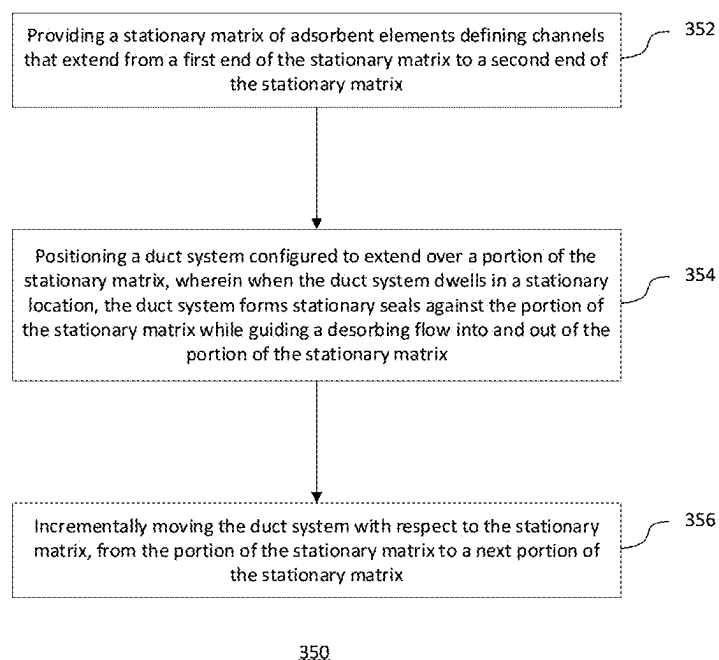 Providing a stationary matrix of adsorbent elements defining channels
that extend from a first end of the stationary matrix to a second end of
the stationary matrix
352
Positioning a duct system configured to extend over a portion of the
stationary matrix, wherein when the duct system dwells in a stationary
location, the duct system forms stationary seals against the portion of
the stationary matrix while guiding a desorbing flow into and out of the
portion of the stationary matrix
354
Incrementally moving the duct system with respect to the stationary
matrix, from the portion of the stationary matrix to a next portion of
the stationary matrix
356
350